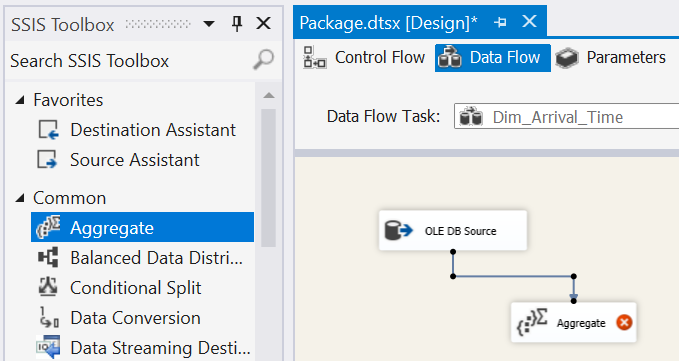 SSIS Toolbox
Search SSIS Toolbox
Favorites
Destination Assistant
Source Assistant
Common
Aggregate
Balanced Data Distri...
Conditional Split
Data Conversion
Data Streaming Desti...
Package.dtsx [Design]*
Control Flow
Data Flow
Parameters
Data Flow Task:
Dim_Arrival_Time
OLE DB Source
Aggregate